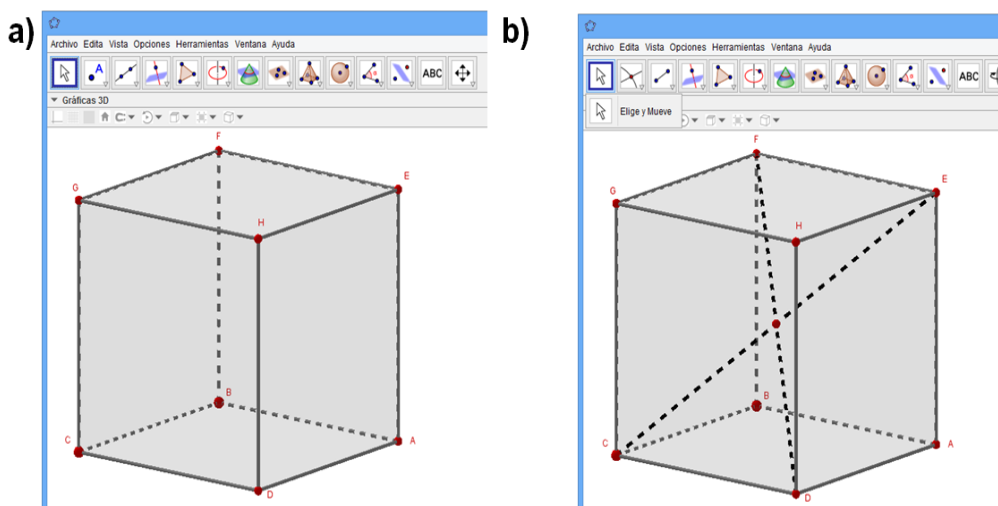 a)
Archivo Edita Vista Opciones Herramientas Ventana Ayuda
A
ABC
Gráficas 3D
F
G
E
H
B
C
A
D
b)
Archivo Edita Vista Opciones Herramientas Ventana Ayuda
ABC
Elige y Mueve
F
G
E
H
B
C
A
D